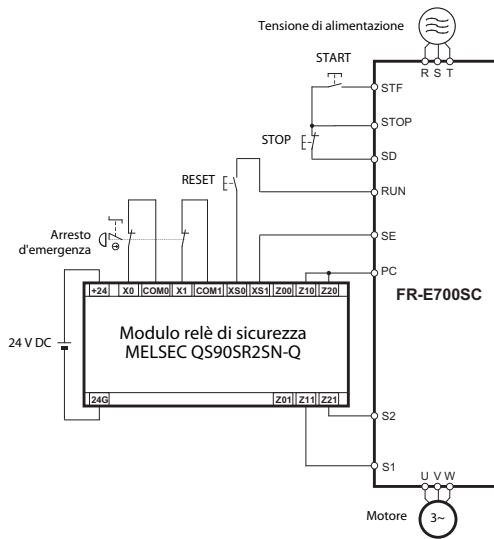 Tensione di alimentazione
R S T
START
STF
STOP
STOP
SD
RESET
RUN
Arresto
d'emergenza
SE
PC
FR-E700SC
+24 X0 COM0 X1 COM1 XS0 XS1 Z00 Z10 Z20
24 V DC
Modulo relè di sicurezza
MELSEC QS90SR2SN-Q
24G Z01 Z11 Z21
S2
S1
U V W
Motore
3~